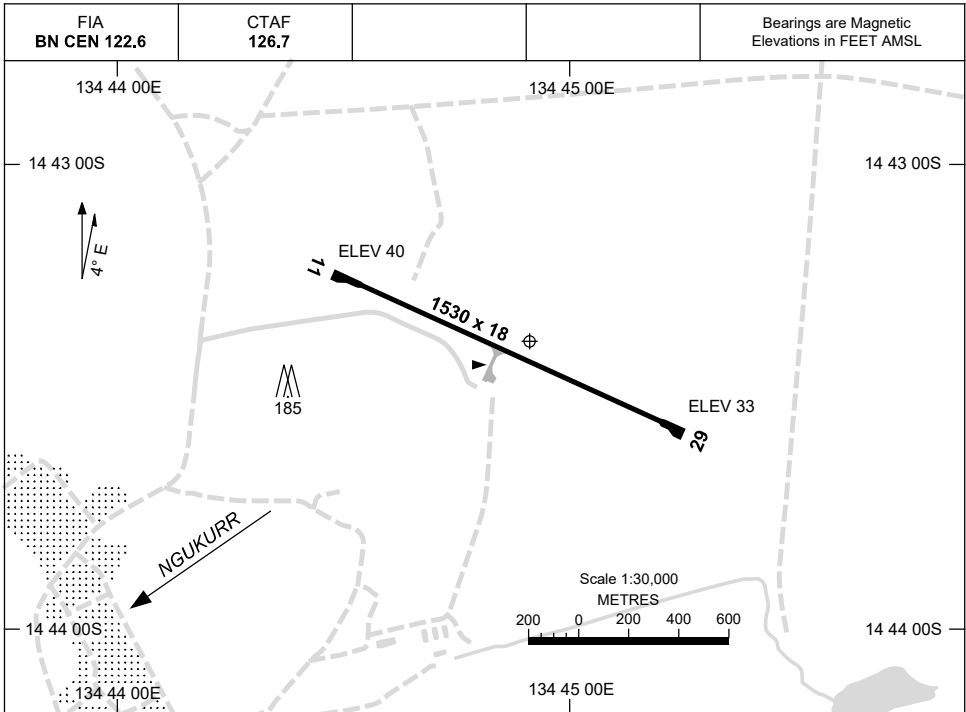 FIA
BN CEN 122.6
CTAF
126.7
Bearings are Magnetic
Elevations in FEET AMSL
134 44 00E
134 45 00E
14 43 00S
14 43 00S
4° E
11
ELEV 40
1530 x 18
185
ELEV 33
29
NGUKURR
Scale 1:30,000
METRES
200 0 200 400 600
14 44 00S
14 44 00S
134 44 00E
134 45 00E